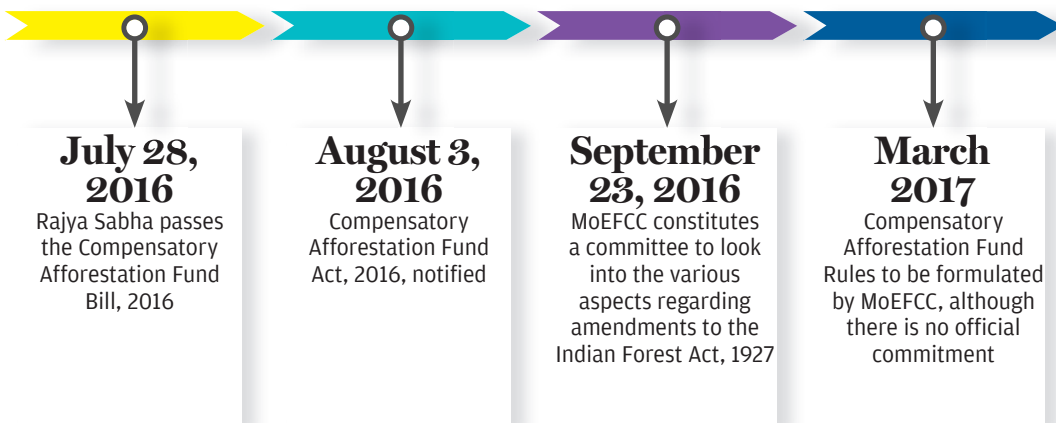 July 28,
2016
Rajya Sabha passes
the Compensatory
Afforestation Fund
Bill, 2016
August 3,
2016
Compensatory
Afforestation Fund
Act, 2016, notified
September
23, 2016
MoEFCC constitutes
a committee to look
into the various
aspects regarding
amendments to the
Indian Forest Act, 1927
March
2017
Compensatory
Afforestation Fund
Rules to be formulated
by MoEFCC, although
there is no official
commitment